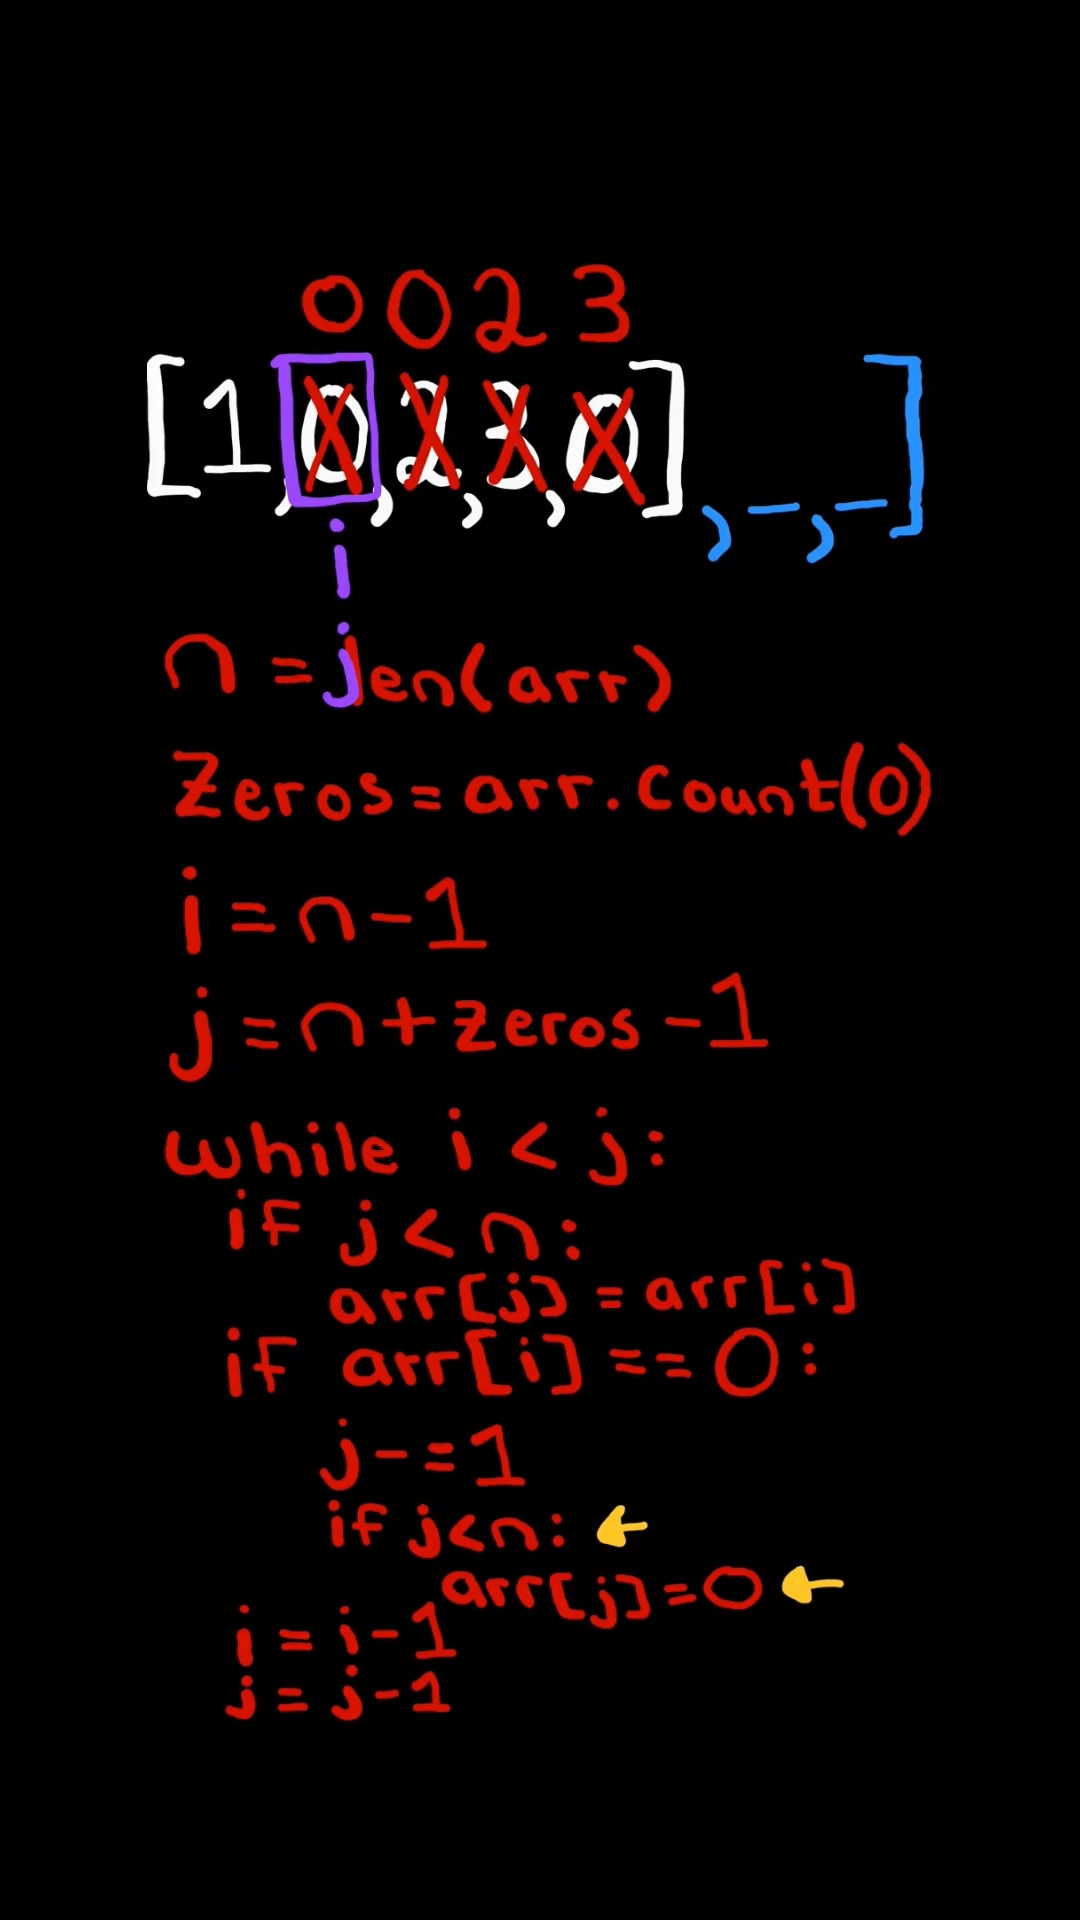 0 0 2 3
[1, 0, 2, 3, 0], _, _]
i
j
n = len(arr)
Zeros = arr.Count(0)
i = n - 1
j = n + zeros - 1
while i < j:
if j < n:
arr[j] = arr[i]
if arr[i] == 0:
j -= 1
if j < n:
arr[j] = 0
i = i - 1
j = j - 1